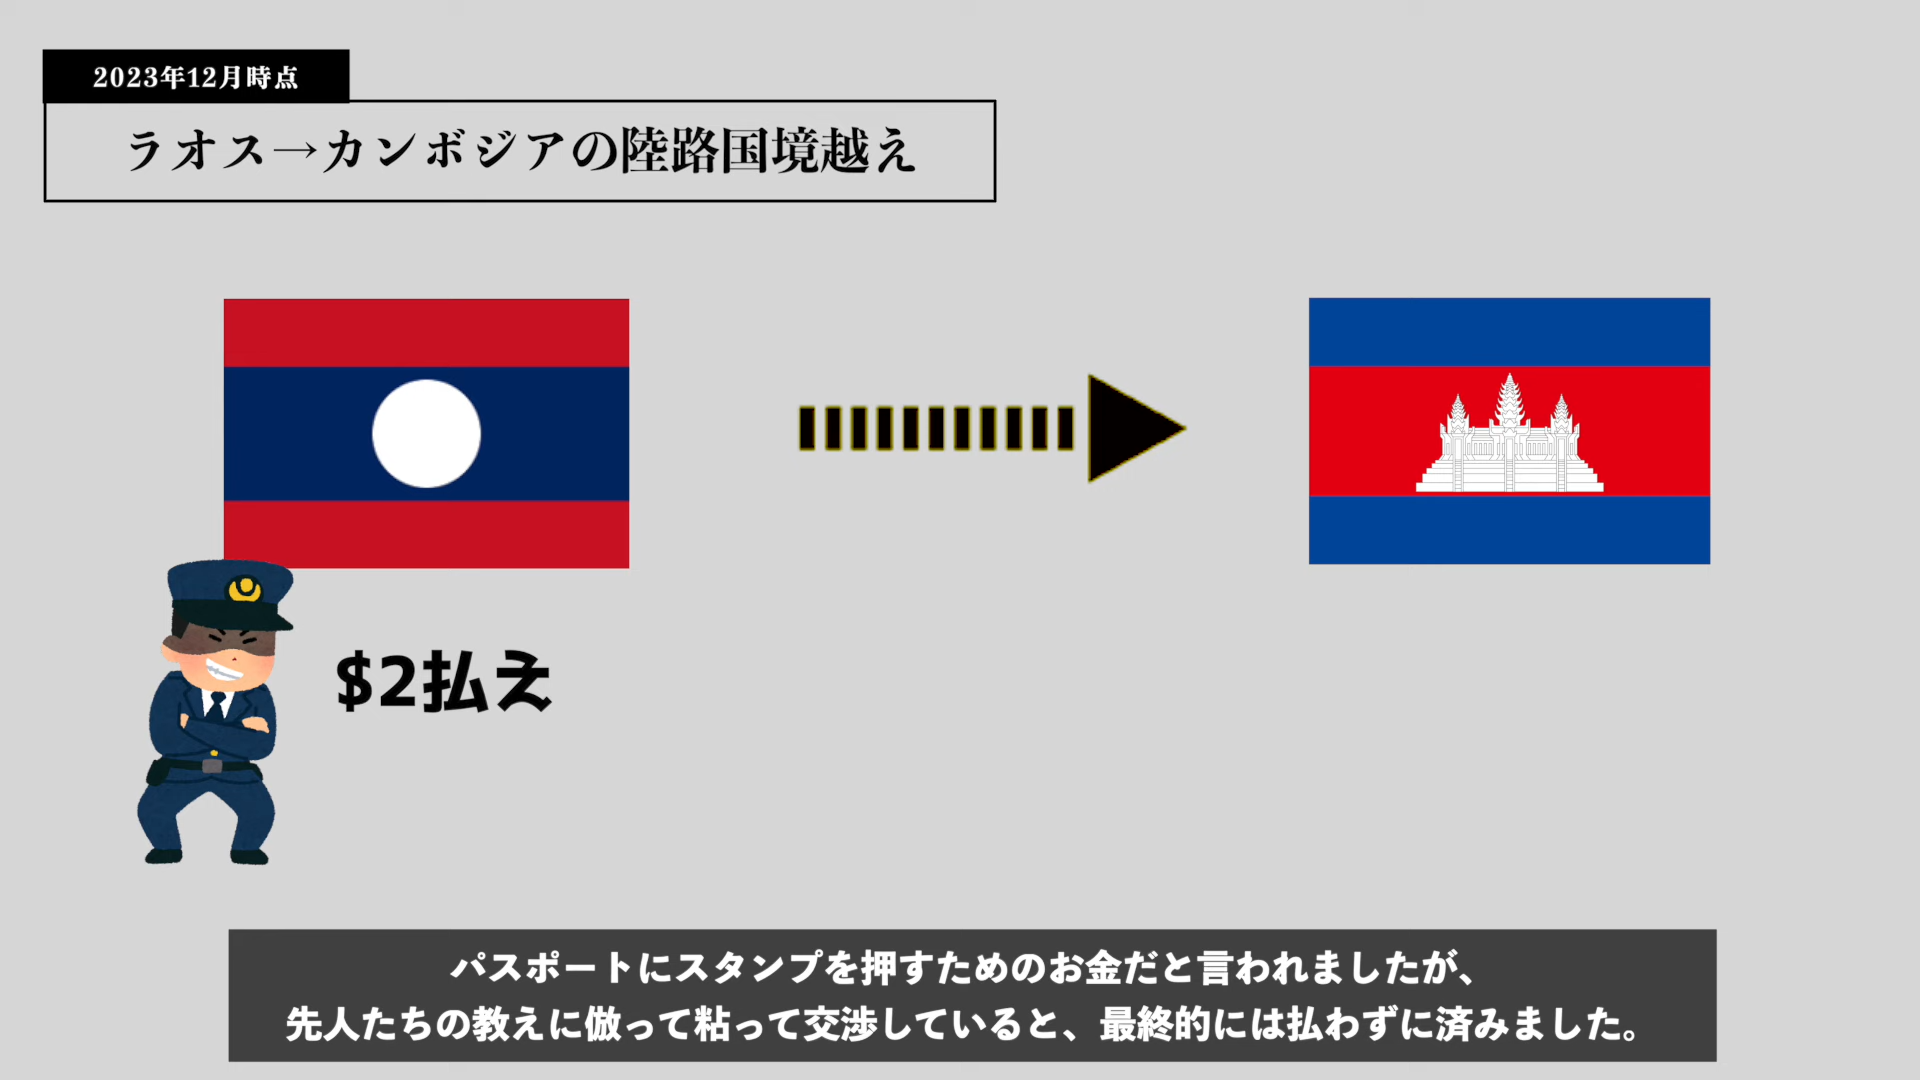 2023年12月時点
ラオス→カンボジアの陸路国境越え
$2払え
パスポートにスタンプを押すためのお金だと言われましたが、
先人たちの教えに倣って粘って交渉していると、最終的には払わずに済みました。